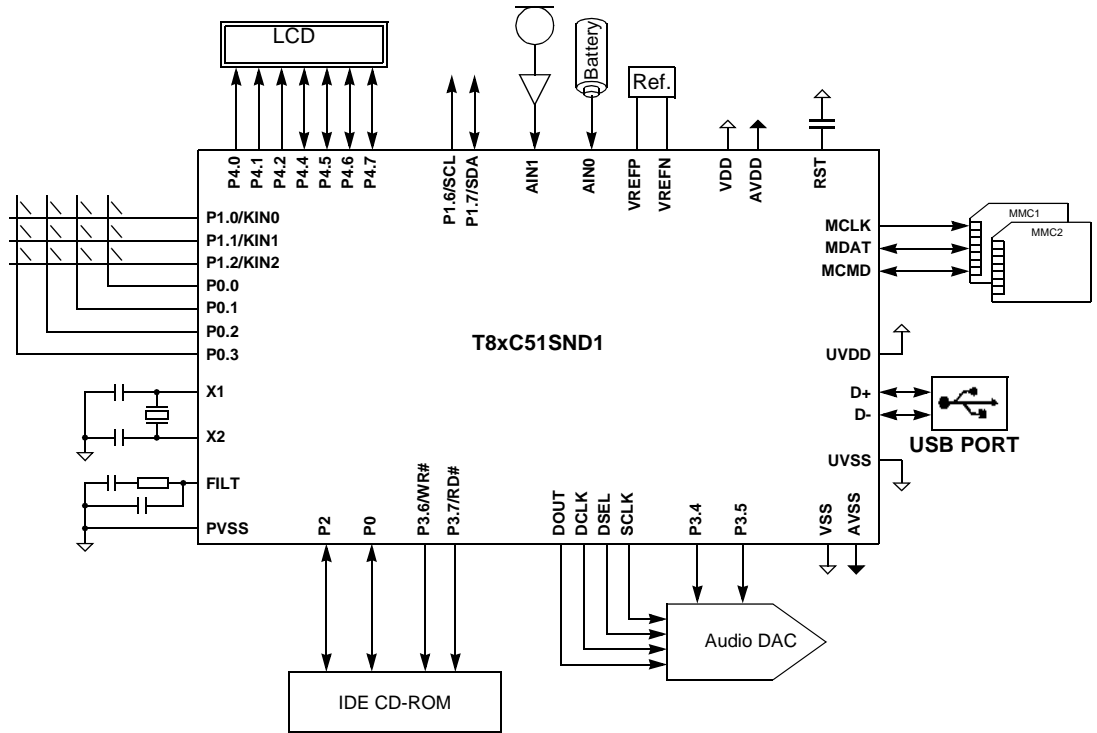 LCD
Battery
Ref.
P4.0
P4.1
P4.2
P4.4
P4.5
P4.6
P4.7
P1.6/SCL
P1.7/SDA
AIN1
AIN0
VREFP
VREFN
VDD
AVDD
RST
P1.0/KIN0
P1.1/KIN1
P1.2/KIN2
P0.0
P0.1
P0.2
P0.3
X1
X2
FILT
PVSS
T8xC51SND1
MCLK
MDAT
MCMD
MMC1
MMC2
UVDD
D+
D-
USB PORT
UVSS
P2
P0
P3.6/WR#
P3.7/RD#
DOUT
DCLK
DSEL
SCLK
P3.4
P3.5
VSS
AVSS
Audio DAC
IDE CD-ROM